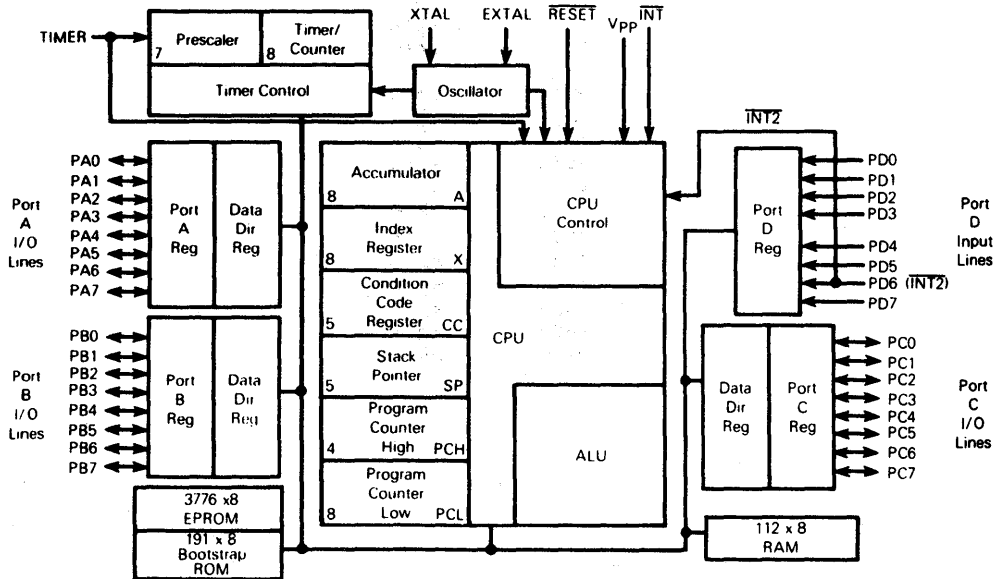 XTAL
EXTAL
RESET
VPP
INT
TIMER
Prescaler
7
Timer/
Counter
8
Timer Control
Oscillator
INT2
Port
A
I/O
Lines
PA0
PA1
PA2
PA3
PA4
PA5
PA6
PA7
Port
A
Reg
Data
Dir
Reg
Accumulator
8
A
Index
Register
8
X
Condition
Code
Register
5
CC
Stack
Pointer
5
SP
Program
Counter
High
4
PCH
Program
Counter
Low
8
PCL
CPU
Control
CPU
ALU
Port
D
Reg
PD0
PD1
PD2
PD3
PD4
PD5
PD6 (INT2)
PD7
Port
D
Input
Lines
Port
B
I/O
Lines
PB0
PB1
PB2
PB3
PB4
PB5
PB6
PB7
Port
B
Reg
Data
Dir
Reg
Data
Dir
Reg
Port
C
Reg
PC0
PC1
PC2
PC3
PC4
PC5
PC6
PC7
Port
C
I/O
Lines
3776 x8
EPROM
191 x 8
Bootstrap
ROM
112 x 8
RAM